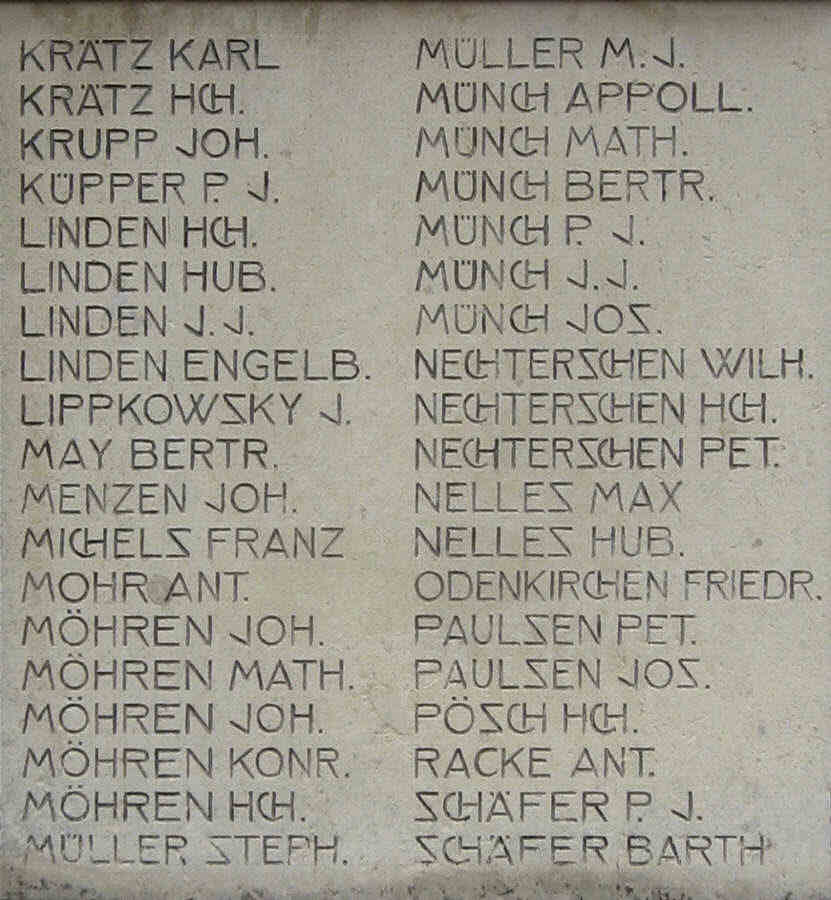 KRÄTZ KARL
KRÄTZ HCH.
KRUPP JOH.
KÜPPER P. J.
LINDEN HCH.
LINDEN HUB.
LINDEN J. J.
LINDEN ENGELB.
LIPPKOWSKY J.
MAY BERTR.
MENZEN JOH.
MICHELS FRANZ
MOHR ANT.
MÖHREN JOH.
MÖHREN MATH.
MÖHREN JOH.
MÖHREN KONR.
MÖHREN HCH.
MÜLLER STEPH.
MÜLLER M. J.
MÜNCH APPOLL.
MÜNCH MATH.
MÜNCH BERTR.
MÜNCH P. J.
MÜNCH J. J.
MÜNCH JOS.
NECHTERSCHEN WILH.
NECHTERSCHEN HCH.
NECHTERSCHEN PET.
NELLES MAX
NELLES HUB.
ODENKIRCHEN FRIEDR.
PAULSEN PET.
PAULSEN JOS.
PÖSCH HCH.
RACKE ANT.
SCHÄFER P. J.
SCHÄFER BARTH